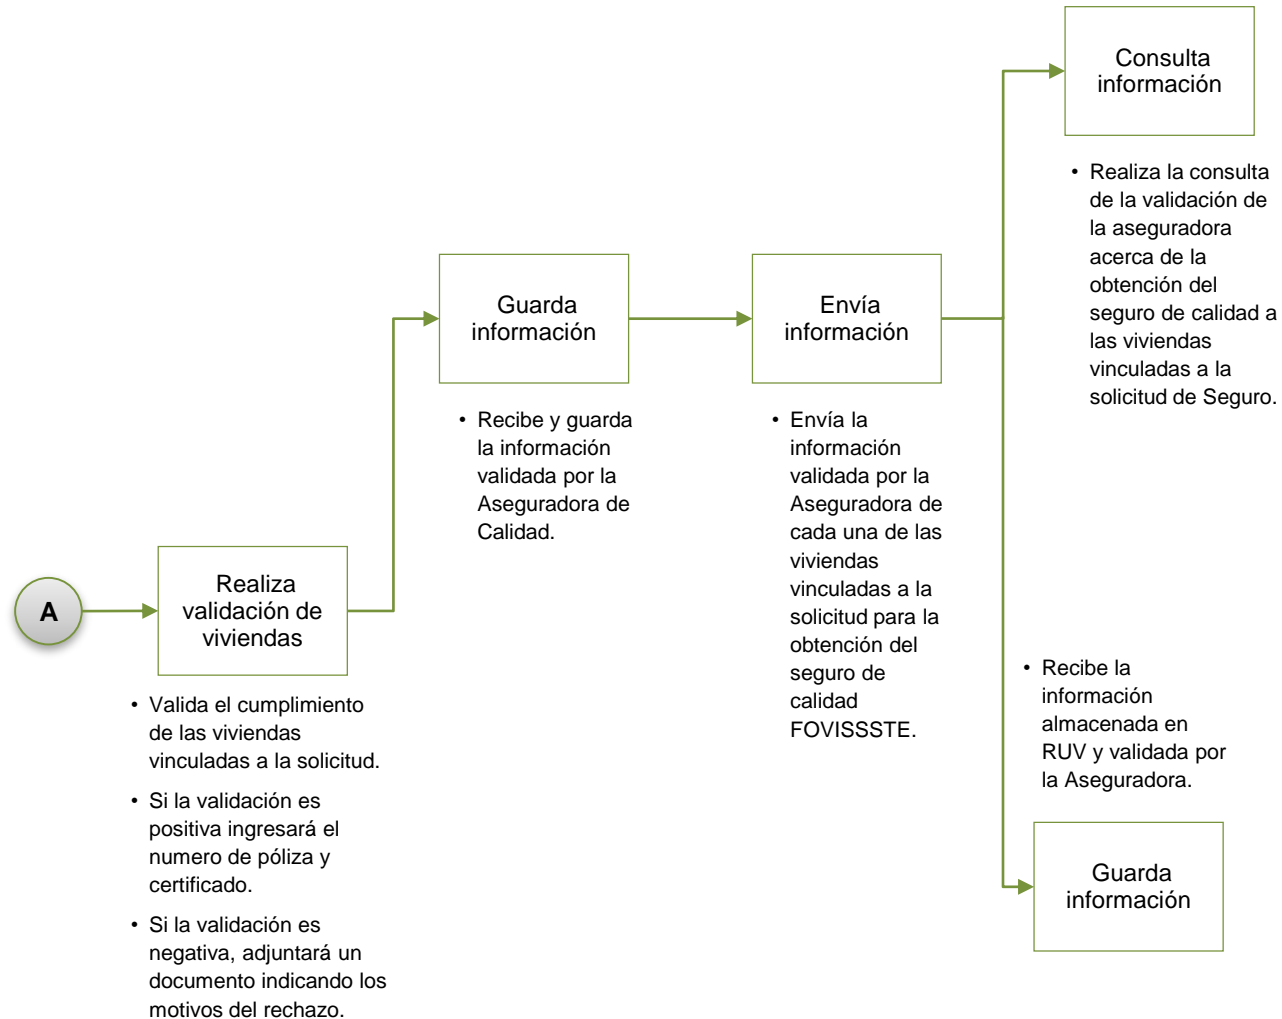 A
Realiza
validación de
viviendas
• Valida el cumplimiento
de las viviendas
vinculadas a la solicitud.
• Si la validación es
positiva ingresará el
numero de póliza y
certificado.
• Si la validación es
negativa, adjuntará un
documento indicando los
motivos del rechazo.
Guarda
información
• Recibe y guarda
la información
validada por la
Aseguradora de
Calidad.
Envía
información
• Envía la
información
validada por la
Aseguradora de
cada una de las
viviendas
vinculadas a la
solicitud para la
obtención del
seguro de
calidad
FOVISSSTE.
Consulta
información
• Realiza la consulta
de la validación de
la aseguradora
acerca de la
obtención del
seguro de calidad a
las viviendas
vinculadas a la
solicitud de Seguro.
• Recibe la
información
almacenada en
RUV y validada por
la Aseguradora.
Guarda
información